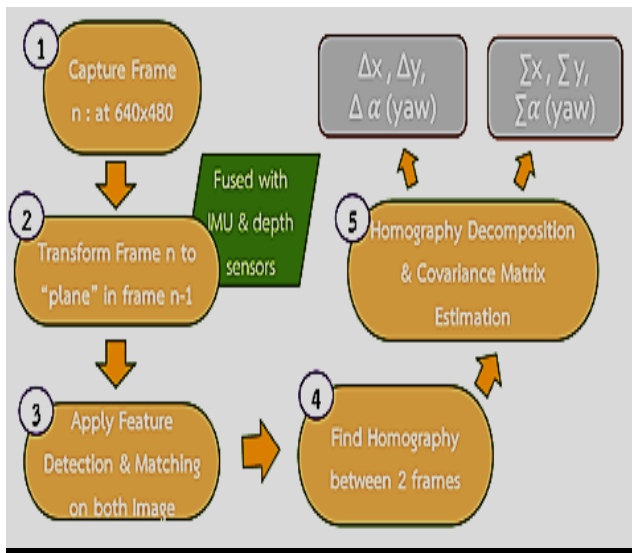 1
Capture Frame
n : at 640x480
2
Transform Frame n to
"plane" in frame n-1
Fused with
IMU & depth
sensors
3
Apply Feature
Detection & Matching
on both Image
4
Find Homography
between 2 frames
5
Homography Decomposition
& Covariance Matrix
Estimation
Δx , Δy,
Δ α (yaw)
∑x, ∑ y,
∑α (yaw)